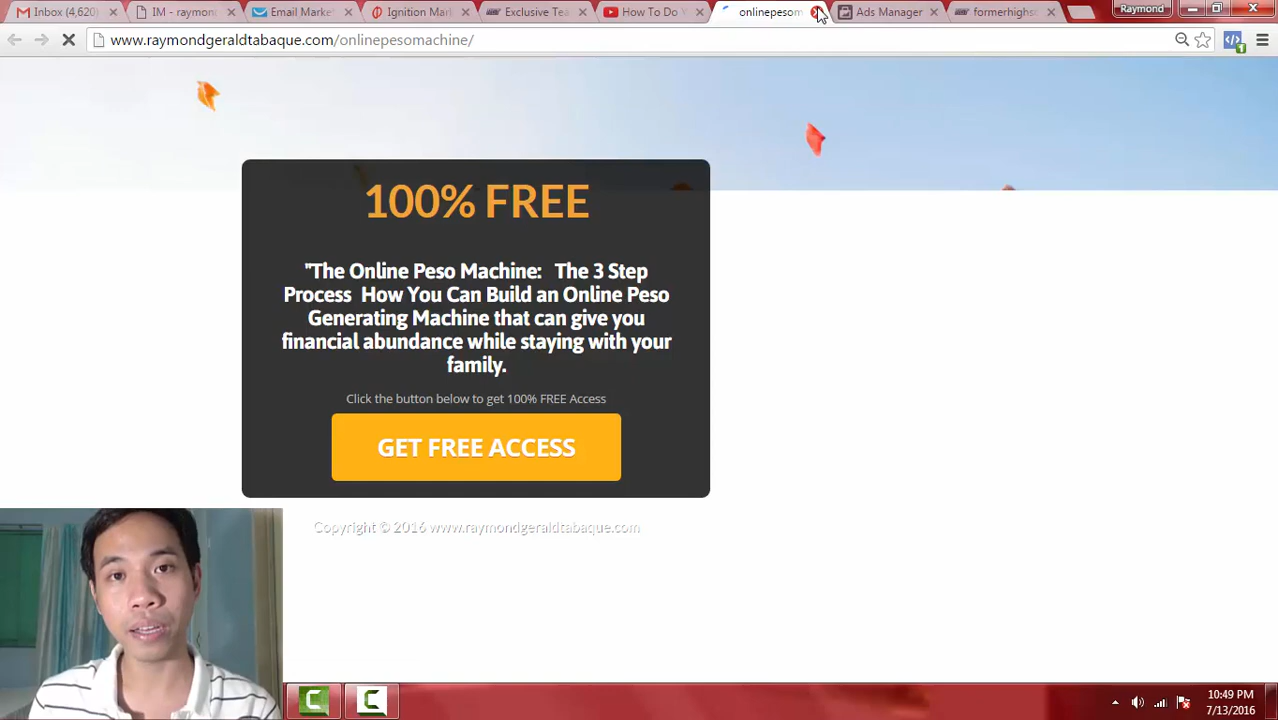 Inbox (4,620)
IM - raymon
Email Marke
Ignition Mar
Exclusive Tea
How To Do
onlinepesom
Ads Manager
formerhighs
Raymond
www.raymondgeraldtabaque.com/onlinepesomachine/
100% FREE
"The Online Peso Machine: The 3 Step
Process How You Can Build an Online Peso
Generating Machine that can give you
financial abundance while staying with your
family.
Click the button below to get 100% FREE Access
GET FREE ACCESS
Copyright © 2016 www.raymondgeraldtabaque.com
10:49 PM
7/13/2016